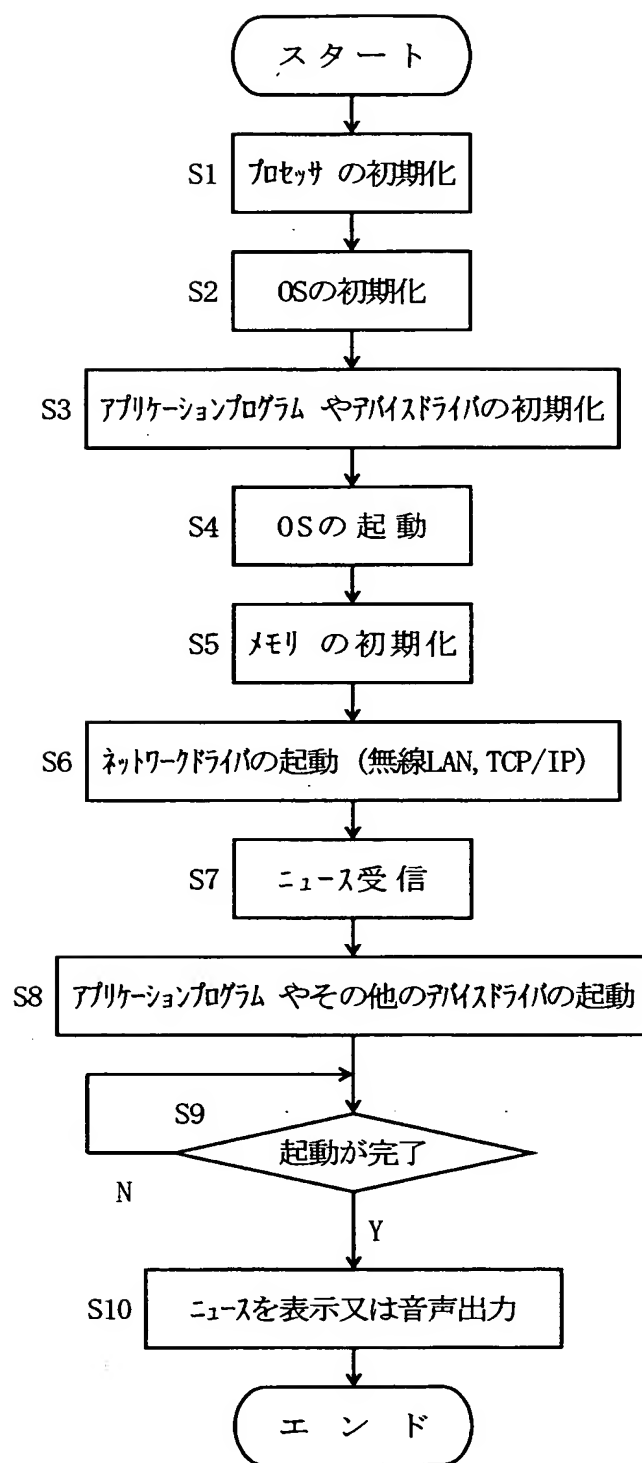 スタート
S1 プロセッサ の初期化
S2 OSの初期化
S3 アプリケーションプログラム やデバイスドライバの初期化
S4 OSの起動
S5 メモリ の初期化
S6 ネットワークドライバの起動 (無線LAN, TCP/IP)
S7 ニュース受信
S8 アプリケーションプログラム やその他のデバイスドライバの起動
S9
起動が完了
N
Y
S10 ニュースを表示又は音声出力
エンド